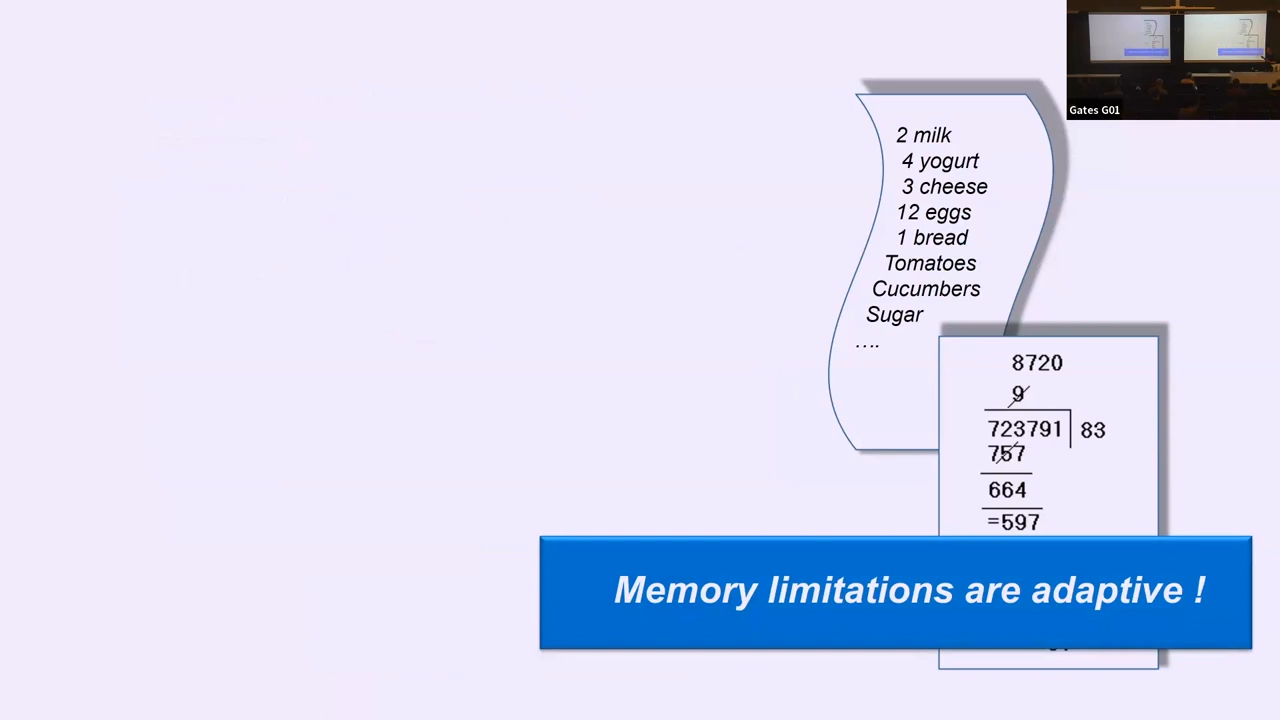 Gates G01
2 milk
4 yogurt
3 cheese
12 eggs
1 bread
Tomatoes
Cucumbers
Sugar
….
8720
9
723791 83
757
664
=597
Memory limitations are adaptive !